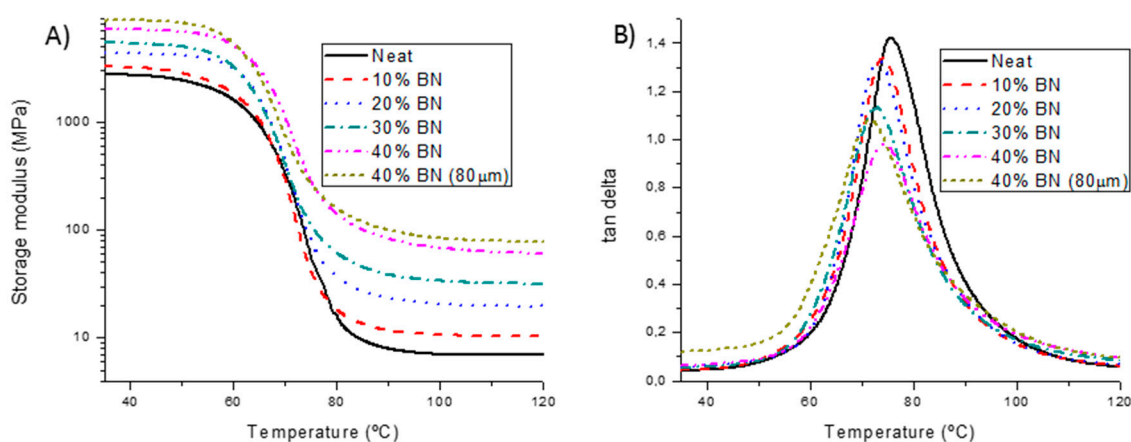 A)
Storage modulus (MPa)
1000
100
10
40 60 80 100 120
Temperature (ºC)
Neat
10% BN
20% BN
30% BN
40% BN
40% BN (80µm)
B)
tan delta
1,4
1,2
1,0
0,8
0,6
0,4
0,2
0,0
40 60 80 100 120
Temperature (ºC)
Neat
10% BN
20% BN
30% BN
40% BN
40% BN (80µm)